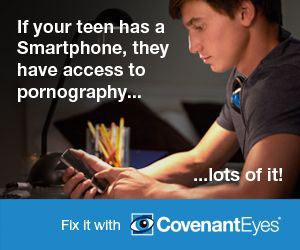 If your teen has a
Smartphone, they
have access to
pornography...
...lots of it!
Fix it with CovenantEyes®